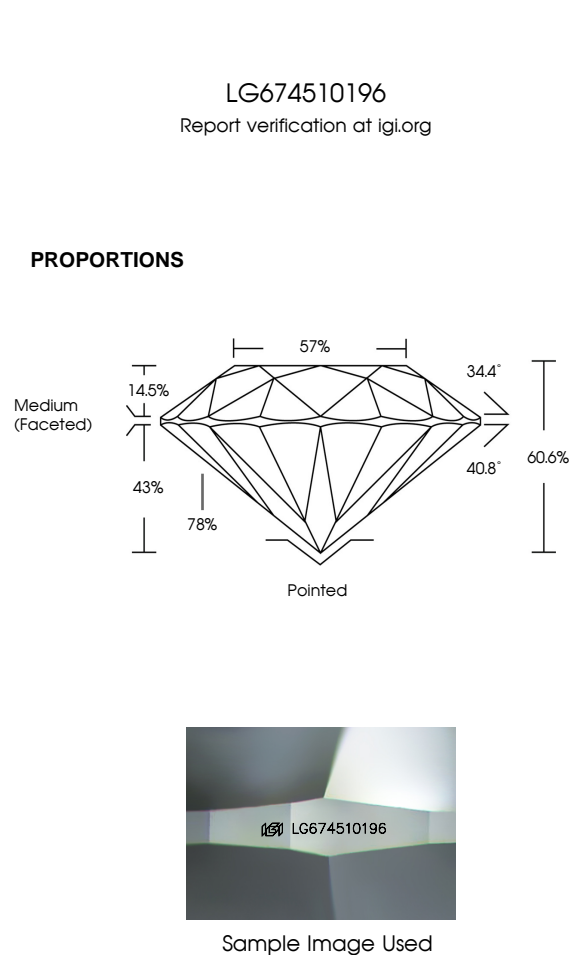 LG674510196
Report verification at igi.org
PROPORTIONS
57%
34.4°
14.5%
Medium
(Faceted)
60.6%
40.8°
43%
78%
Pointed
IGI LG674510196
Sample Image Used